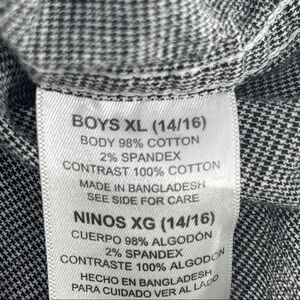 BOYS XL (14/16)
BODY 98% COTTON
2% SPANDEX
CONTRAST 100% COTTON
MADE IN BANGLADESH
SEE SIDE FOR CARE
NINOS XG (14/16)
CUERPO 98% ALGODÓN
2% SPANDEX
CONTRASTE 100% ALGODÓN
HECHO EN BANGLADESH
PARA CUIDADO VER AL LADO